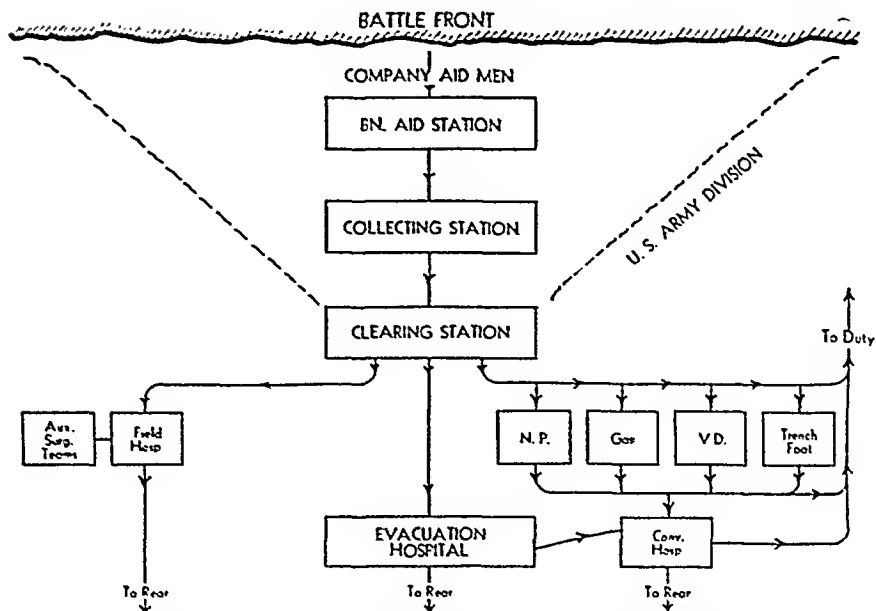 BATTLE FRONT
COMPANY AID MEN
BN. AID STATION
COLLECTING STATION
U. S. ARMY DIVISION
CLEARING STATION
To Duty
Aux.
Surg.
Teams
Field
Hosp
N. P.
Gas
V D.
Trench
Foot
EVACUATION
HOSPITAL
Conv.
Hosp
To Rear
To Rear
To Rear